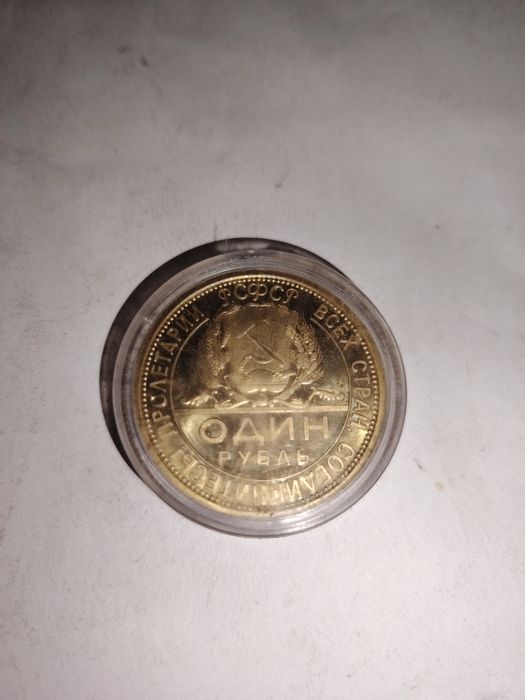 РСФСР
ПРОЛЕТАРИИ ВСЕХ СТРАН, СОЕДИНЯЙТЕСЬ
ОДИН
РУБЛЬ